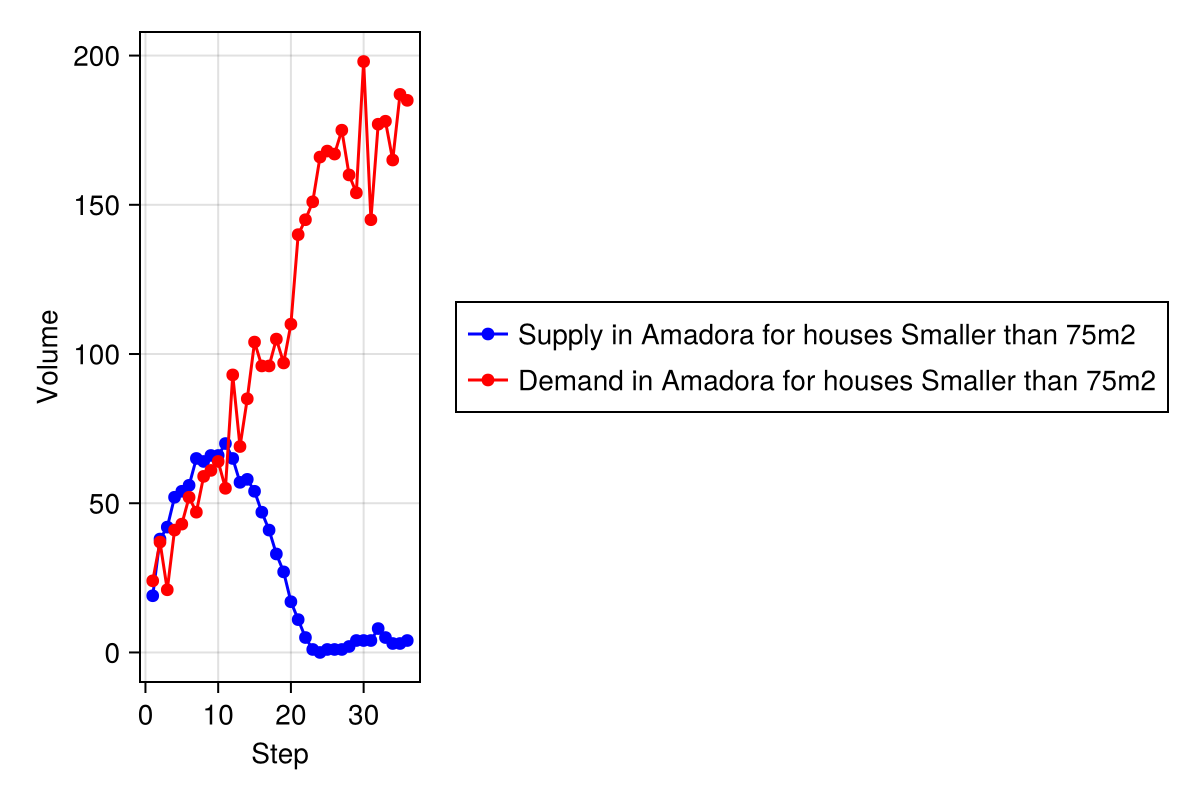 200
150
100
50
0
Volume
0 10 20 30
Step
Supply in Amadora for houses Smaller than 75m2
Demand in Amadora for houses Smaller than 75m2